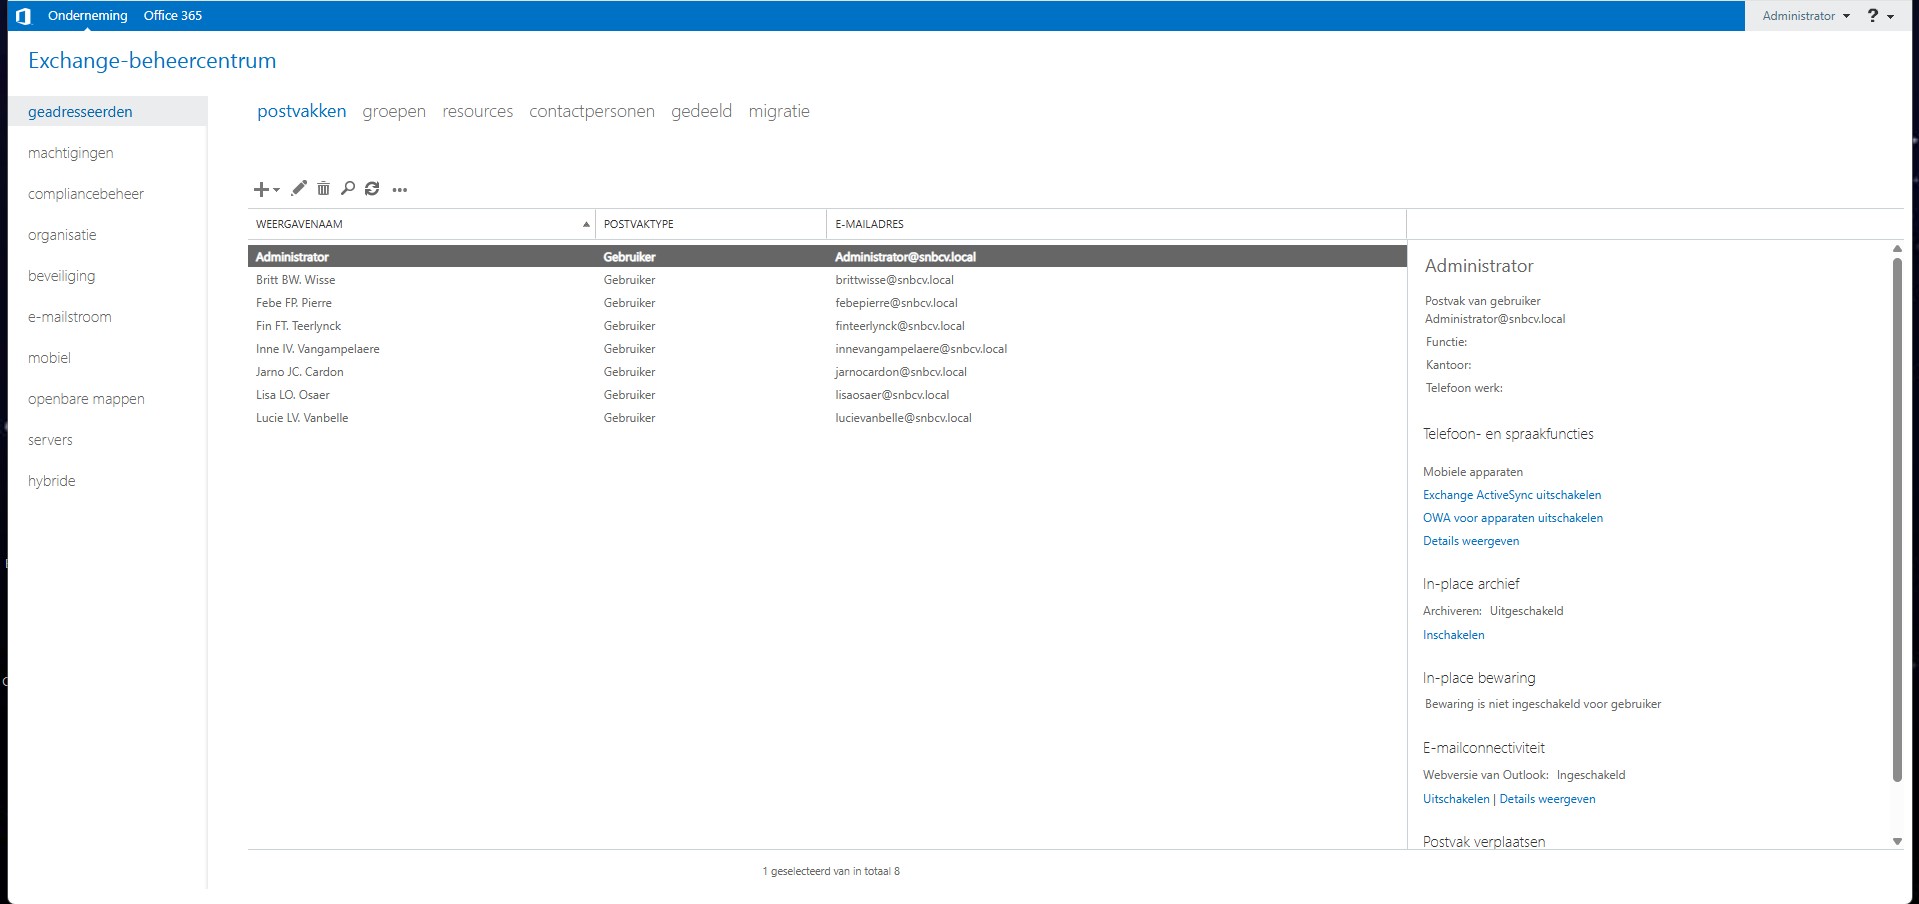 Onderneming Office 365 Administrator ?
Exchange-beheercentrum
geadresseerden
machtigingen
compliancebeheer
organisatie
beveiliging
e-mailstroom
mobiel
openbare mappen
servers
hybride
postvakken groepen resources contactpersonen gedeeld migratie
WEERGAVENAAM POSTVAKTYPE E-MAILADRES
Administrator Gebruiker Administrator@snbcv.local
Britt BW. Wisse Gebruiker brittwisse@snbcv.local
Febe FP. Pierre Gebruiker febepierre@snbcv.local
Fin FT. Teerlynck Gebruiker finteerlynck@snbcv.local
Inne IV. Vangampelaere Gebruiker innevangampelaere@snbcv.local
Jarno JC. Cardon Gebruiker jarnocardon@snbcv.local
Lisa LO. Osaer Gebruiker lisaosaer@snbcv.local
Lucie LV. Vanbelle Gebruiker lucievanbelle@snbcv.local
1 geselecteerd van in totaal 8
Administrator
Postvak van gebruiker
Administrator@snbcv.local
Functie:
Kantoor:
Telefoon werk:
Telefoon- en spraakfuncties
Mobiele apparaten
Exchange ActiveSync uitschakelen
OWA voor apparaten uitschakelen
Details weergeven
In-place archief
Archiveren: Uitgeschakeld
Inschakelen
In-place bewaring
Bewaring is niet ingeschakeld voor gebruiker
E-mailconnectiviteit
Webversie van Outlook: Ingeschakeld
Uitschakelen | Details weergeven
Postvak verplaatsen